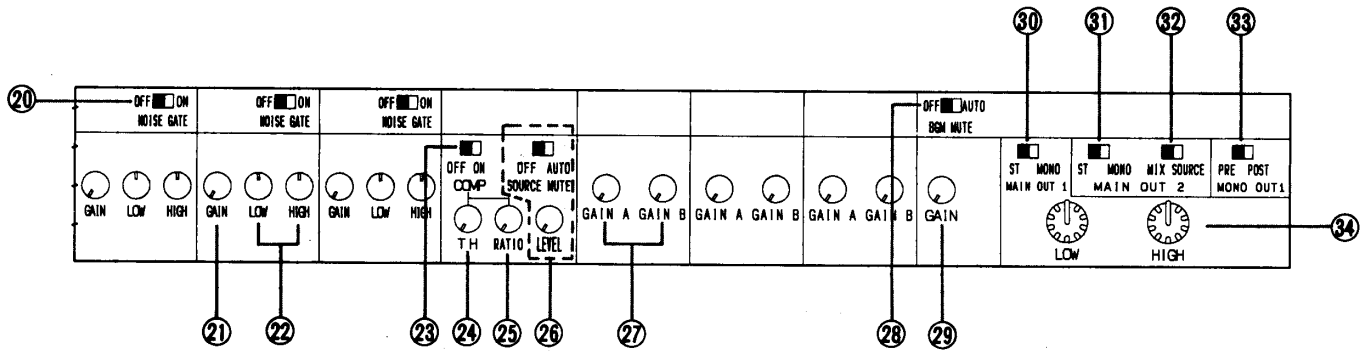 30 31 32 33
20 OFF ON OFF ON OFF ON 28 OFF AUTO
NOISE GATE NOISE GATE NOISE GATE BGM MUTE
OFF ON OFF AUTO ST MONO ST MONO MIX SOURCE PRE POST
COMP SOURCE MUTE MAIN OUT 1 MAIN OUT 2 MONO OUT1
GAIN LOW HIGH GAIN LOW HIGH GAIN LOW HIGH GAIN A GAIN B GAIN A GAIN B GAIN A GAIN B GAIN
TH RATIO LEVEL LOW HIGH 34
21 22 23 24 25 26 27 29